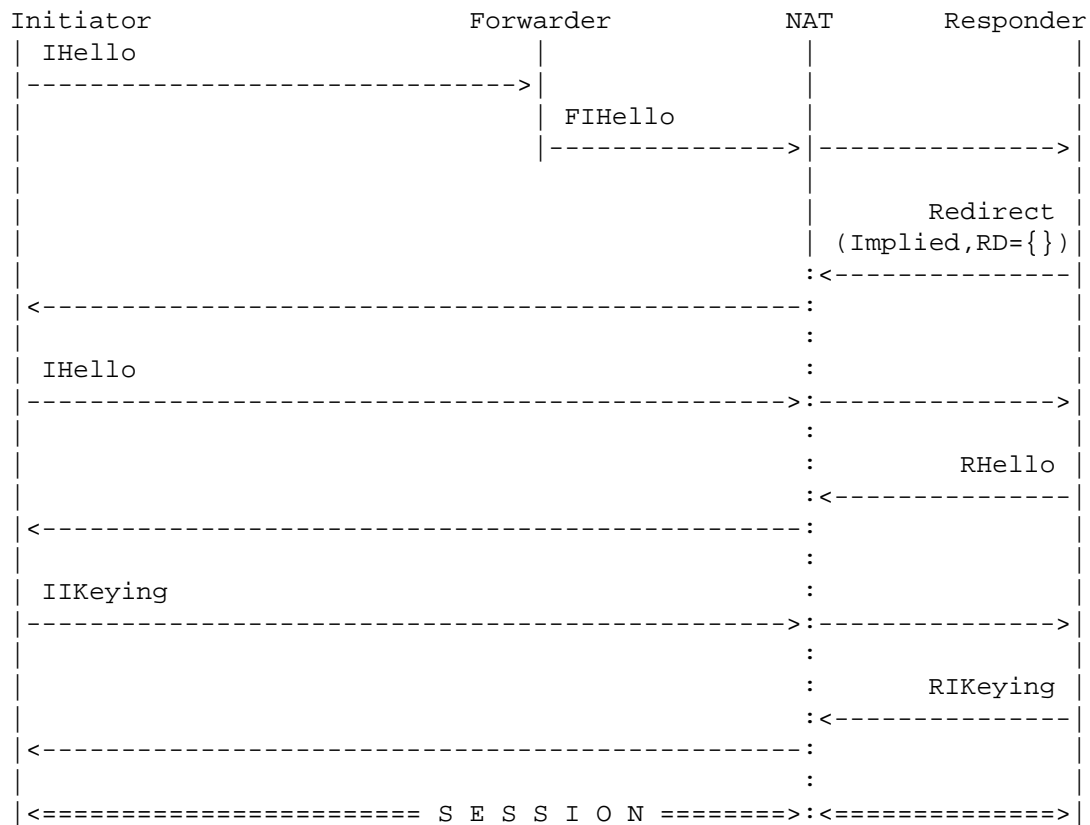 Initiator Forwarder NAT Responder
IHello
FIHello
Redirect
(Implied,RD={})
IHello
RHello
IIKeying
RIKeying
S E S S I O N